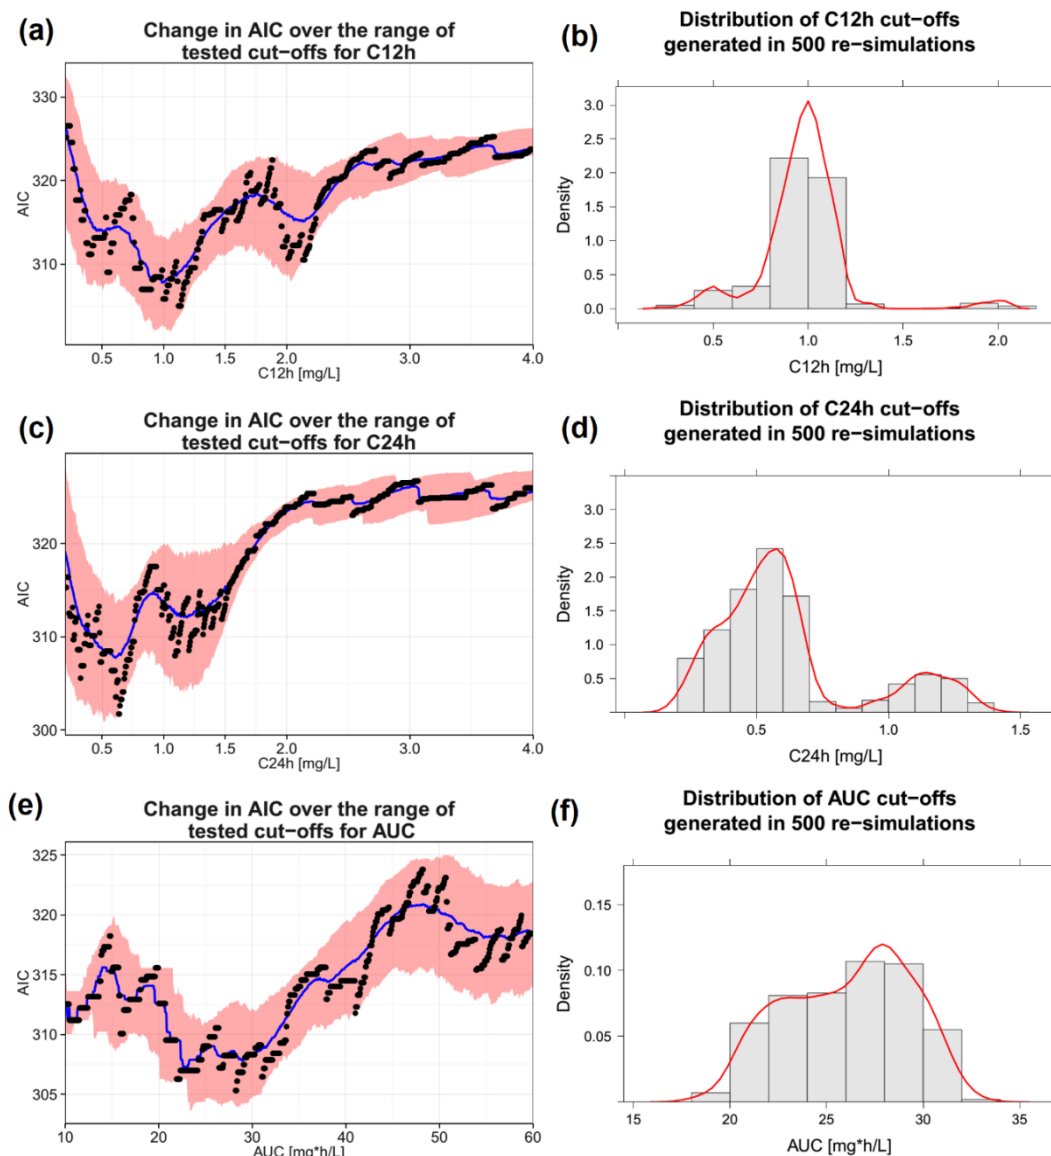 (a)
Change in AIC over the range of
tested cut−offs for C12h
330
320
310
AIC
0.5 1.0 1.5 2.0 3.0 4.0
C12h [mg/L]
(b)
Distribution of C12h cut−offs
generated in 500 re−simulations
3.0
2.5
2.0
1.5
1.0
0.5
0.0
Density
0.5 1.0 1.5 2.0
C12h [mg/L]
(c)
Change in AIC over the range of
tested cut−offs for C24h
320
310
300
AIC
0.5 1.0 1.5 2.0 3.0 4.0
C24h [mg/L]
(d)
Distribution of C24h cut−offs
generated in 500 re−simulations
3.0
2.5
2.0
1.5
1.0
0.5
Density
0.5 1.0 1.5
C24h [mg/L]
(e)
Change in AIC over the range of
tested cut−offs for AUC
325
320
315
310
305
AIC
10 20 30 40 50 60
AUC [mg*h/L]
(f)
Distribution of AUC cut−offs
generated in 500 re−simulations
0.15
0.10
0.05
Density
15 20 25 30 35
AUC [mg*h/L]